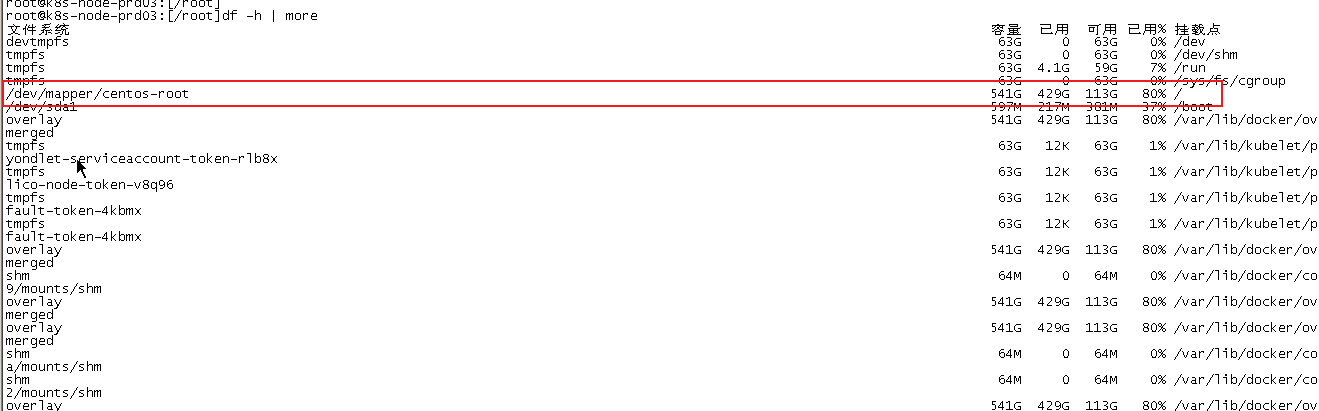 root@k8s-node-prd03:[/root]
root@k8s-node-prd03:[/root]df -h | more
文件系统 容量 已用 可用 已用% 挂载点
devtmpfs 63G 0 63G 0% /dev
tmpfs 63G 0 63G 0% /dev/shm
tmpfs 63G 4.1G 59G 7% /run
tmpfs 63G 0 63G 0% /sys/fs/cgroup
/dev/mapper/centos-root 541G 429G 113G 80% /
/dev/sda1 597M 217M 381M 37% /boot
overlay 541G 429G 113G 80% /var/lib/docker/ov
merged
tmpfs 63G 12K 63G 1% /var/lib/kubelet/p
yondlet-serviceaccount-token-rlb8x
tmpfs 63G 12K 63G 1% /var/lib/kubelet/p
lico-node-token-v8q96
tmpfs 63G 12K 63G 1% /var/lib/kubelet/p
fault-token-4kbmx
tmpfs 63G 12K 63G 1% /var/lib/kubelet/p
fault-token-4kbmx
overlay 541G 429G 113G 80% /var/lib/docker/ov
merged
shm 64M 0 64M 0% /var/lib/docker/co
9/mounts/shm
overlay 541G 429G 113G 80% /var/lib/docker/ov
merged
overlay 541G 429G 113G 80% /var/lib/docker/ov
merged
shm 64M 0 64M 0% /var/lib/docker/co
a/mounts/shm
shm 64M 0 64M 0% /var/lib/docker/co
2/mounts/shm
overlay 541G 429G 113G 80% /var/lib/docker/ov